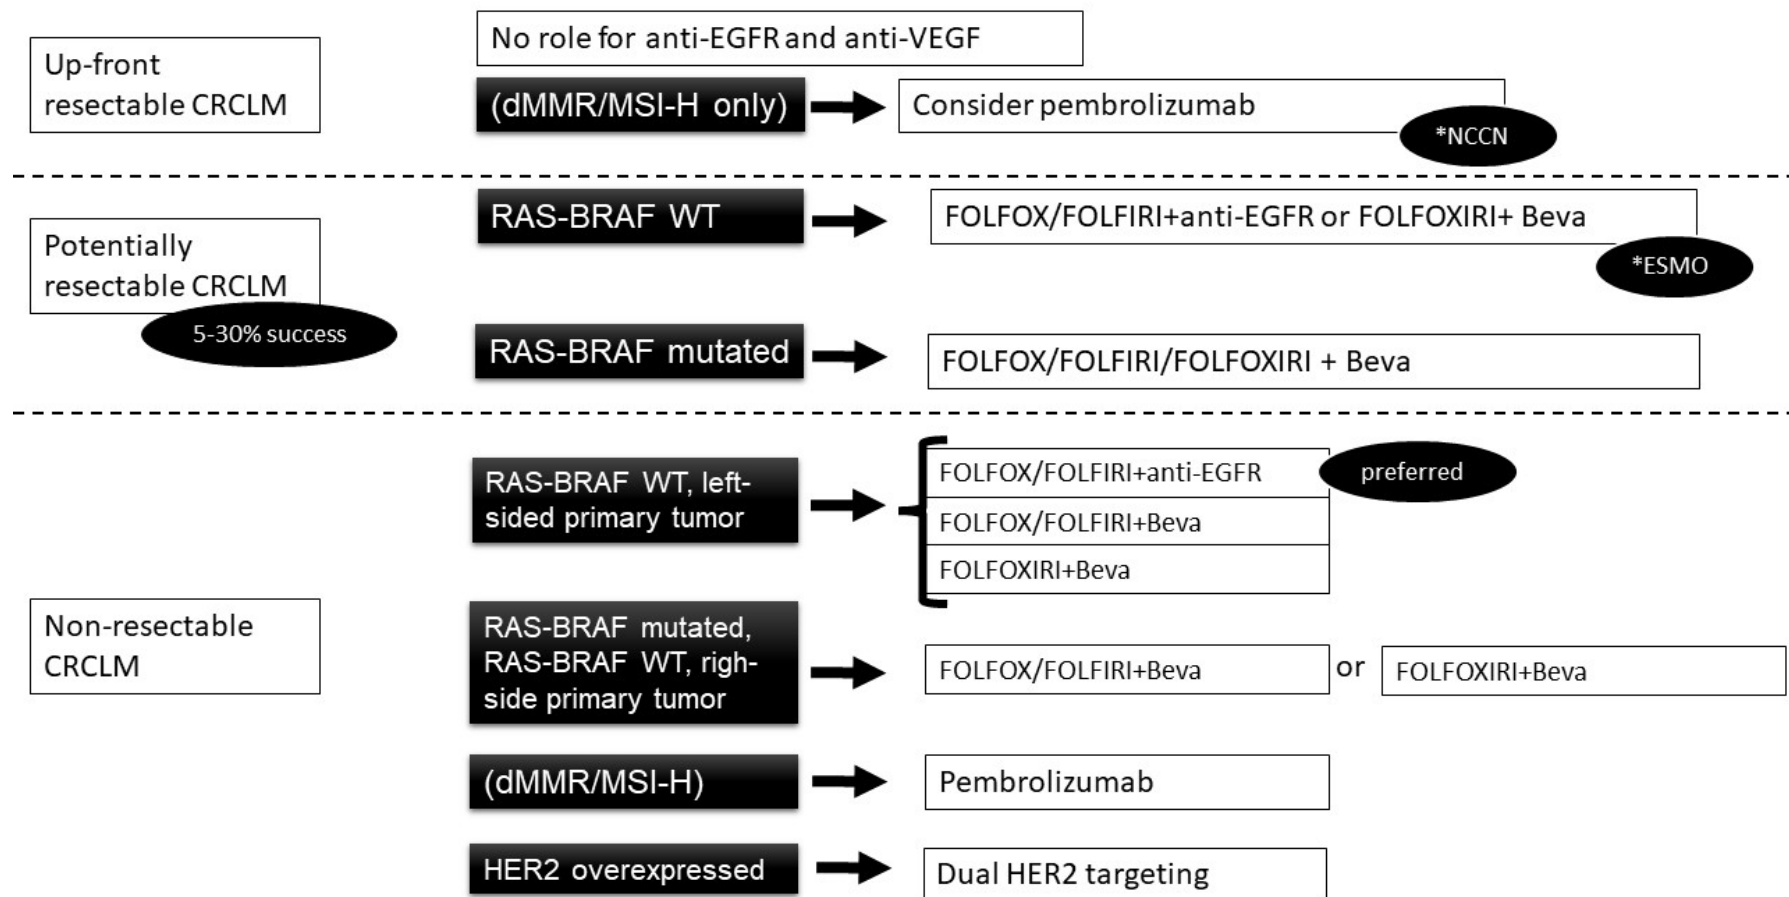 Up-front
resectable CRCLM
No role for anti-EGFR and anti-VEGF
(dMMR/MSI-H only)
Consider pembrolizumab
*NCCN
Potentially
resectable CRCLM
5-30% success
RAS-BRAF WT
FOLFOX/FOLFIRI+anti-EGFR or FOLFOXIRI+ Beva
*ESMO
RAS-BRAF mutated
FOLFOX/FOLFIRI/FOLFOXIRI + Beva
Non-resectable
CRCLM
RAS-BRAF WT, left-
sided primary tumor
FOLFOX/FOLFIRI+anti-EGFR
preferred
FOLFOX/FOLFIRI+Beva
FOLFOXIRI+Beva
RAS-BRAF mutated,
RAS-BRAF WT, righ-
side primary tumor
FOLFOX/FOLFIRI+Beva
or
FOLFOXIRI+Beva
(dMMR/MSI-H)
Pembrolizumab
HER2 overexpressed
Dual HER2 targeting